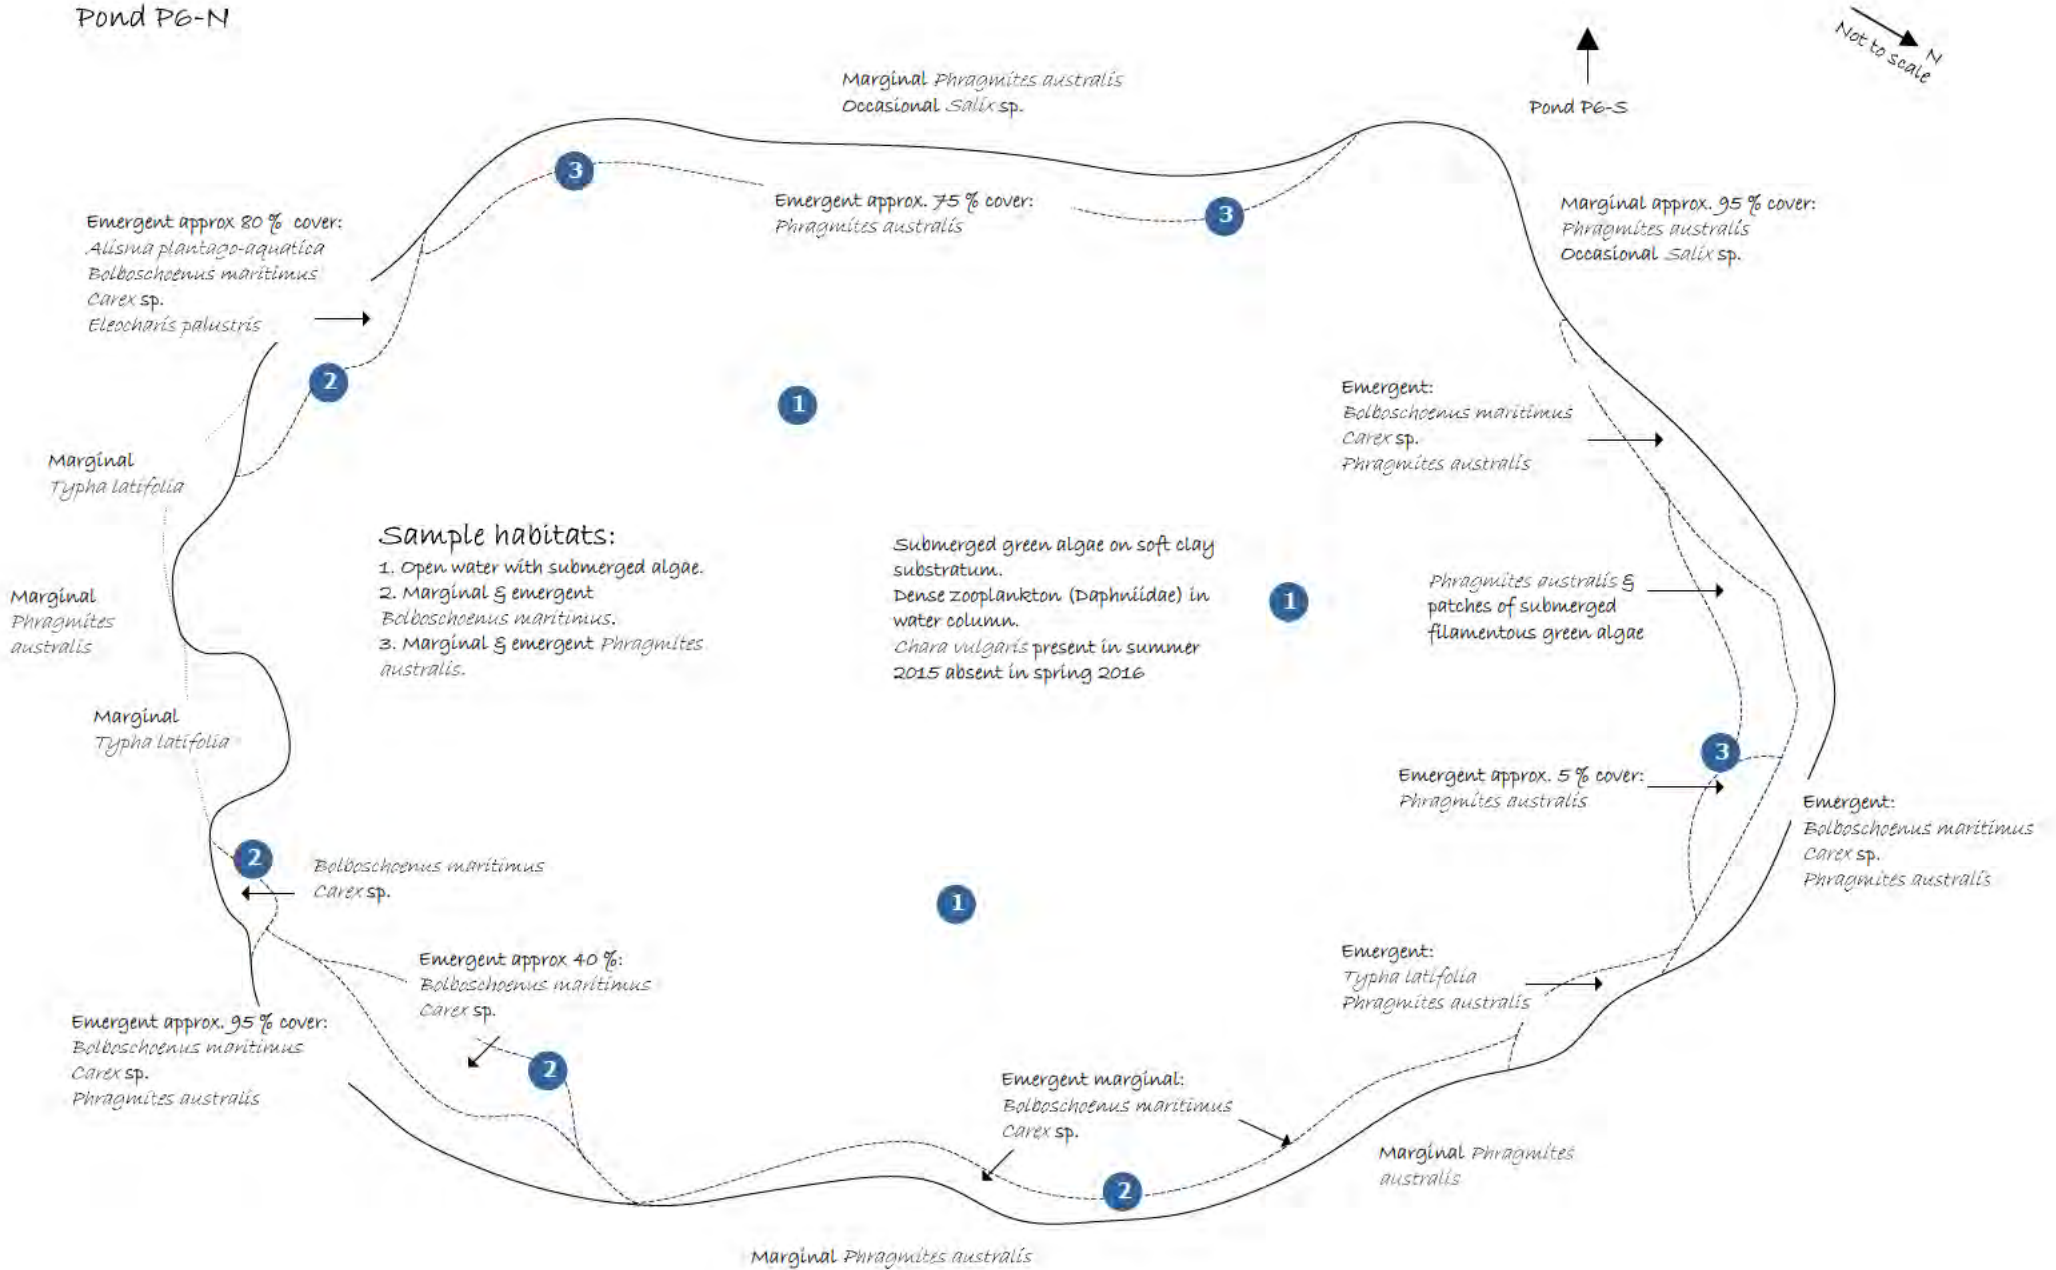 Pond P6-N
N
Not to scale
Marginal Phragmites australis
Occasional Salix sp.
Pond P6-S
3
Emergent approx. 75 % cover:
Phragmites australis
3
Marginal approx. 95 % cover:
Phragmites australis
Occasional Salix sp.
Emergent approx 80 % cover:
Alisma plantago-aquatica
Bolboschoenus maritimus
Carex sp.
Eleocharis palustris
2
1
Emergent:
Bolboschoenus maritimus
Carex sp.
Phragmites australis
Marginal
Typha latifolia
Sample habitats:
1. Open water with submerged algae.
2. Marginal & emergent
Bolboschoenus maritimus.
3. Marginal & emergent Phragmites
australis.
Submerged green algae on soft clay
substratum.
Dense zooplankton (Daphniidae) in
water column.
Chara vulgaris present in summer
2015 absent in spring 2016
1
Phragmites australis &
patches of submerged
filamentous green algae
Marginal
Phragmites
australis
Marginal
Typha latifolia
3
Emergent approx. 5 % cover:
Phragmites australis
Emergent:
Bolboschoenus maritimus
Carex sp.
Phragmites australis
2
Bolboschoenus maritimus
Carex sp.
1
Emergent approx 40 %:
Bolboschoenus maritimus
Carex sp.
Emergent:
Typha latifolia
Phragmites australis
Emergent approx. 95 % cover:
Bolboschoenus maritimus
Carex sp.
Phragmites australis
2
Emergent marginal:
Bolboschoenus maritimus
Carex sp.
2
Marginal Phragmites
australis
Marginal Phragmites australis